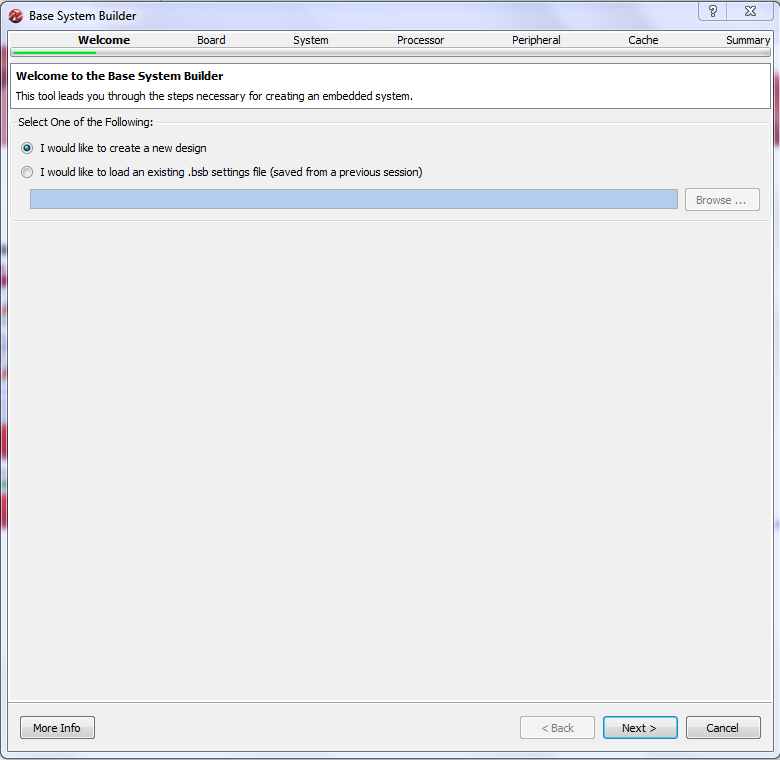 Base System Builder
?
Welcome Board System Processor Peripheral Cache Summary
Welcome to the Base System Builder
This tool leads you through the steps necessary for creating an embedded system.
Select One of the Following:
I would like to create a new design
I would like to load an existing .bsb settings file (saved from a previous session)
Browse ...
More Info < Back Next > Cancel